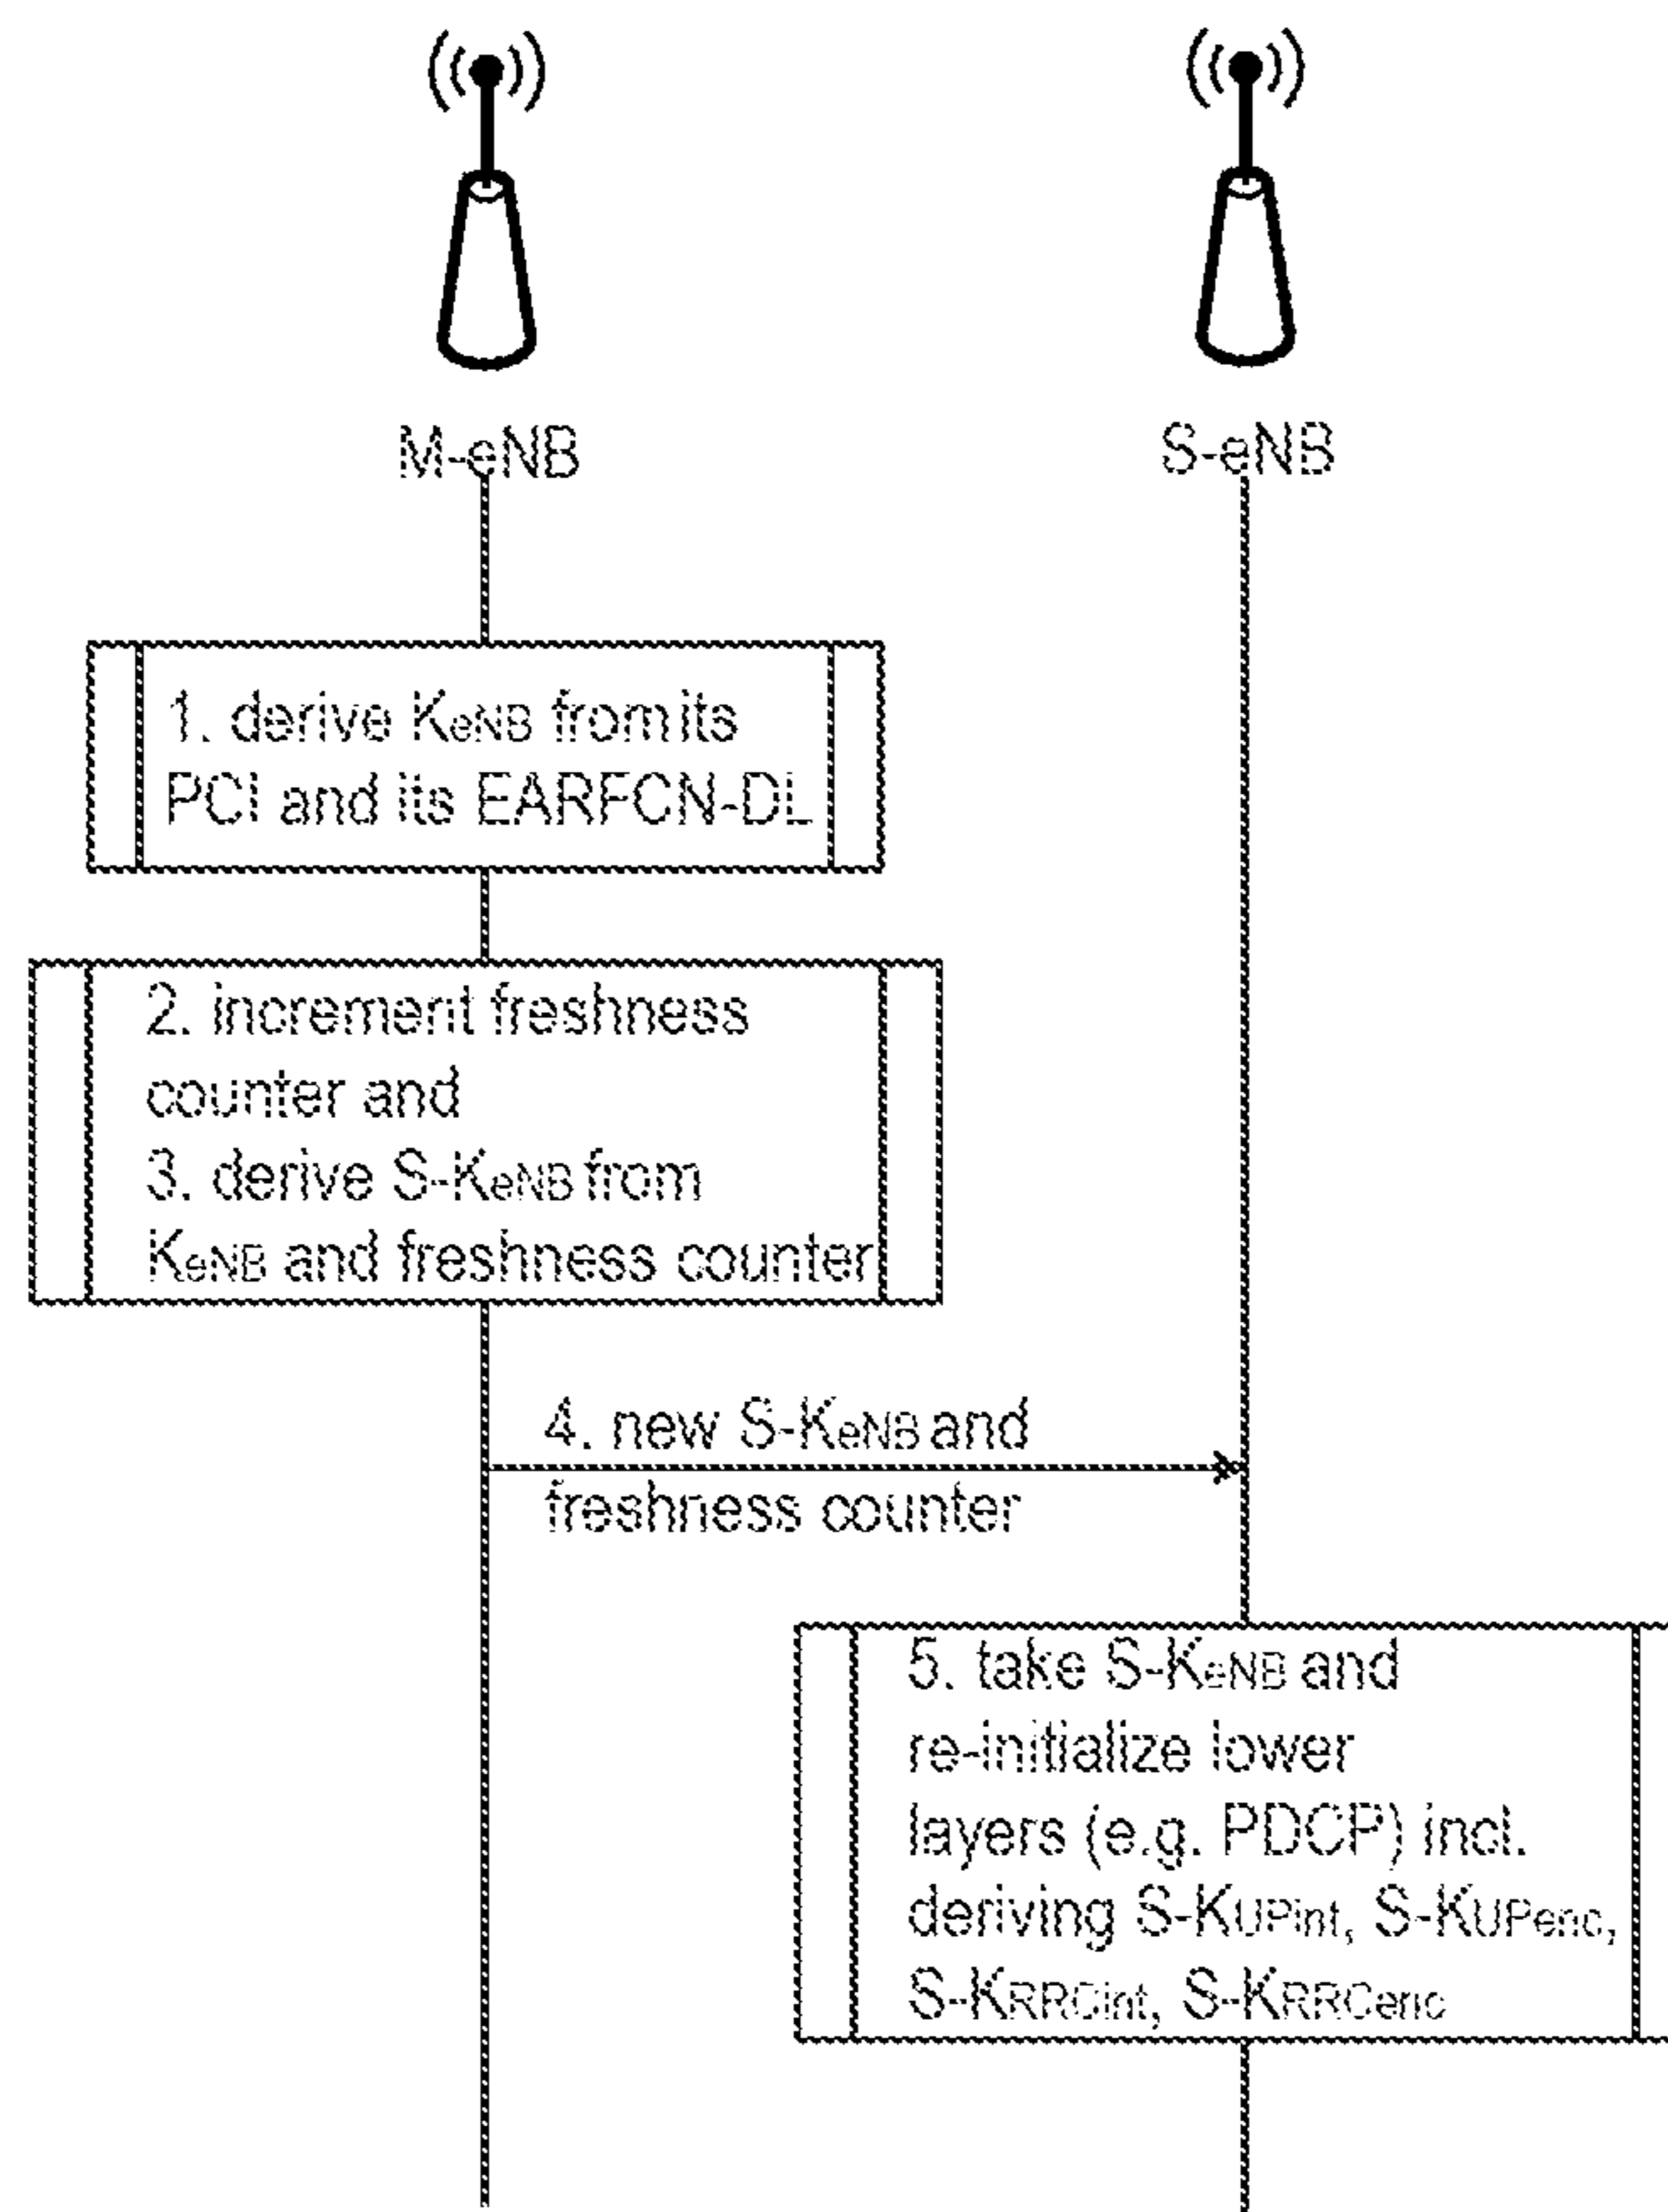 M-eNB
S-eNB
1. derive KeNB from its
PCI and its EARFCN-DL
2. increment freshness
counter and
3. derive S-KeNB from
KeNB and freshness counter
4. new S-KeNB and
freshness counter
5. take S-KeNB and
re-initialize lower
layers (e.g. PDCP) incl.
deriving S-KUPint, S-KUPenc,
S-KRRCint, S-KRRCenc